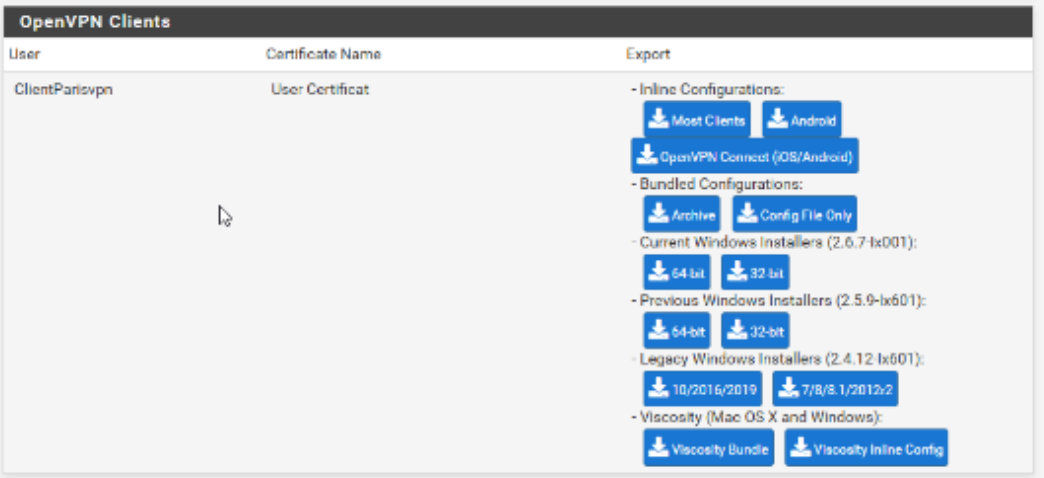 OpenVPN Clients
User Certificate Name Export
ClientParisvpn User Certificat - Inline Configurations:
Most Clients Android
OpenVPN Connect (iOS/Android)
- Bundled Configurations:
Archive Config File Only
- Current Windows Installers (2.6.7-Ix001):
64-bit 32-bit
- Previous Windows Installers (2.5.9-Ix601):
64-bit 32-bit
- Legacy Windows Installers (2.4.12-Ix601):
10/2016/2019 7/8/8.1/2012r2
- Viscosity (Mac OS X and Windows):
Viscosity Bundle Viscosity Inline Config